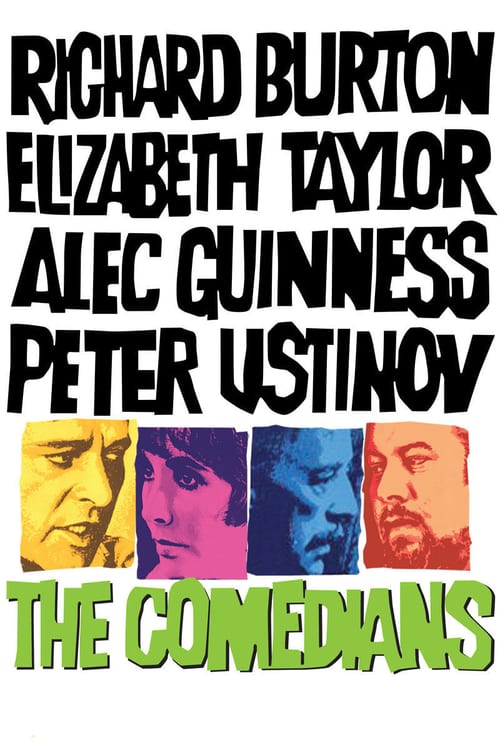 RICHARD BURTON
ELIZABETH TAYLOR
ALEC GUINNESS
PETER USTINOV
THE COMEDIANS